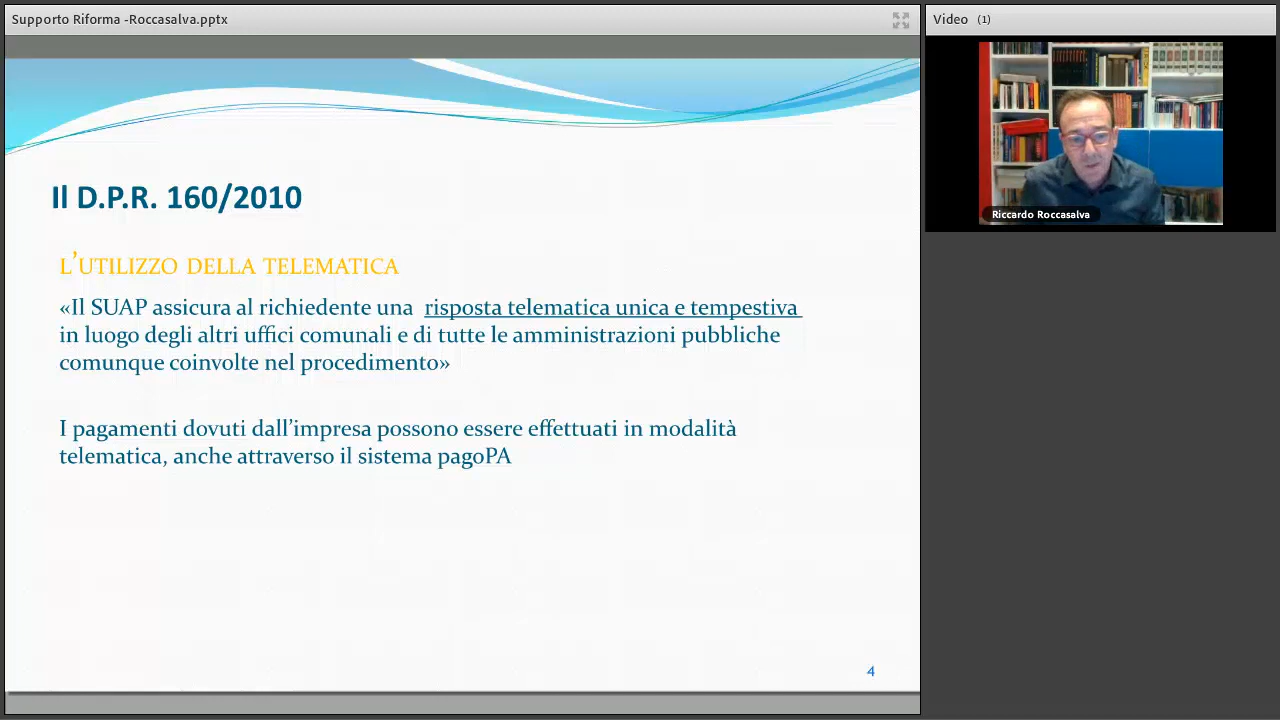 Supporto Riforma -Roccasalva.pptx
Video (1)
Riccardo Roccasalva
Il D.P.R. 160/2010
L’UTILIZZO DELLA TELEMATICA
«Il SUAP assicura al richiedente una risposta telematica unica e tempestiva
in luogo degli altri uffici comunali e di tutte le amministrazioni pubbliche
comunque coinvolte nel procedimento»
I pagamenti dovuti dall’impresa possono essere effettuati in modalità
telematica, anche attraverso il sistema pagoPA
4